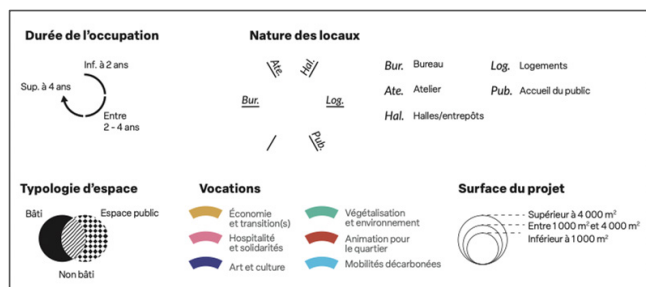 Durée de l'occupation
Inf. à 2 ans
Sup. à 4 ans
Entre
2 - 4 ans
Nature des locaux
Ate.
Hal.
Bur.
Log.
Pub.
Bur. Bureau
Ate. Atelier
Hal. Halles/entrepôts
Log. Logements
Pub. Accueil du public
Typologie d'espace
Bâti
Espace public
Non bâti
Vocations
Économie
et transition(s)
Hospitalité
et solidarités
Art et culture
Végétalisation
et environnement
Animation pour
le quartier
Mobilités décarbonées
Surface du projet
Supérieur à 4 000 m²
Entre 1 000 m² et 4 000 m²
Inférieur à 1 000 m²